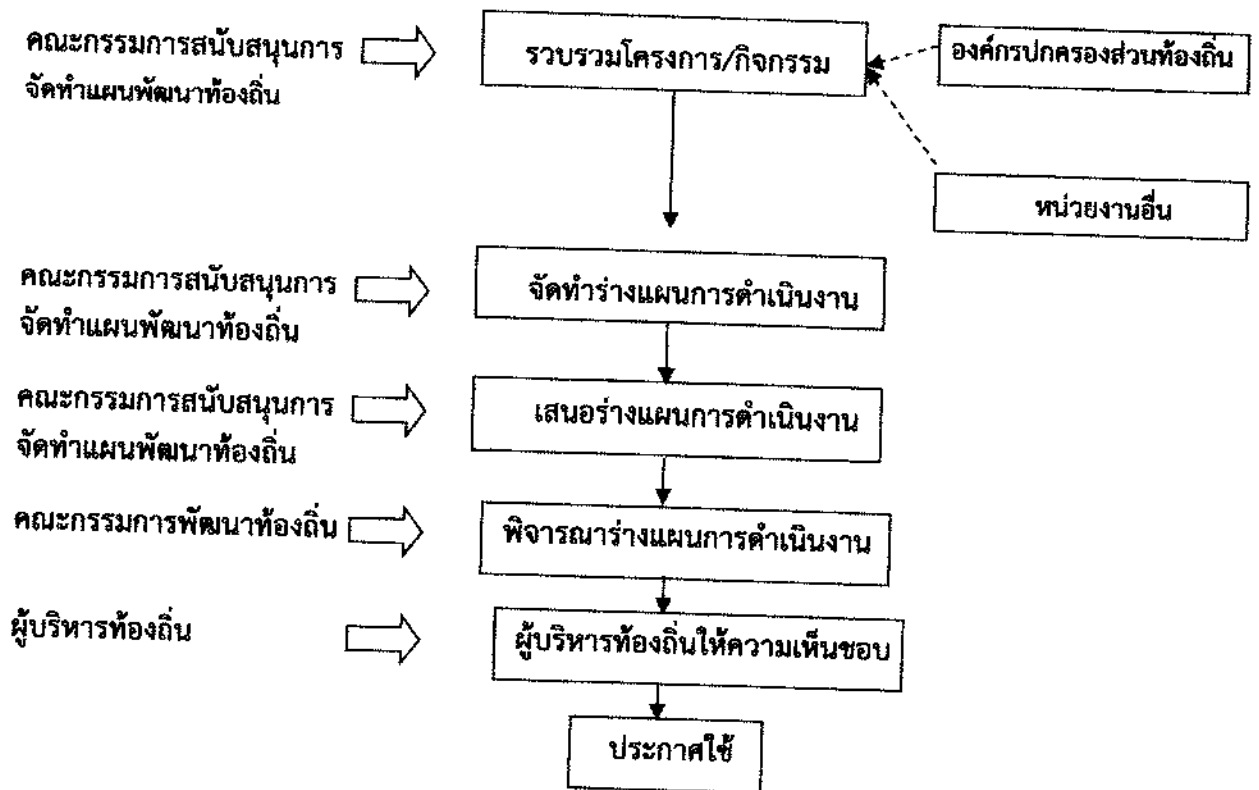 คณะกรรมการสนับสนุนการ
จัดทำแผนพัฒนาท้องถิ่น
รวบรวมโครงการ/กิจกรรม
องค์กรปกครองส่วนท้องถิ่น
หน่วยงานอื่น
คณะกรรมการสนับสนุนการ
จัดทำแผนพัฒนาท้องถิ่น
จัดทำร่างแผนการดำเนินงาน
คณะกรรมการสนับสนุนการ
จัดทำแผนพัฒนาท้องถิ่น
เสนอร่างแผนการดำเนินงาน
คณะกรรมการพัฒนาท้องถิ่น
พิจารณาร่างแผนการดำเนินงาน
ผู้บริหารท้องถิ่น
ผู้บริหารท้องถิ่นให้ความเห็นชอบ
ประกาศใช้